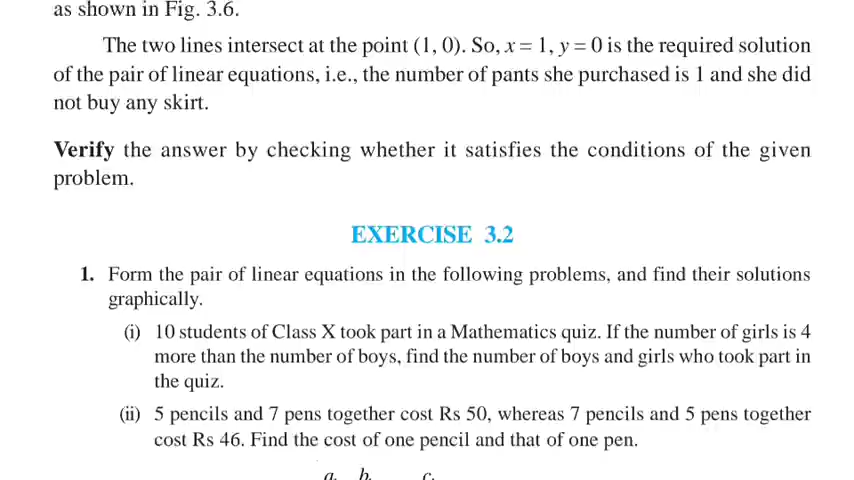 as shown in Fig. 3.6.
The two lines intersect at the point (1, 0). So, x = 1, y = 0 is the required solution
of the pair of linear equations, i.e., the number of pants she purchased is 1 and she did
not buy any skirt.
Verify the answer by checking whether it satisfies the conditions of the given
problem.
EXERCISE 3.2
1. Form the pair of linear equations in the following problems, and find their solutions
graphically.
(i) 10 students of Class X took part in a Mathematics quiz. If the number of girls is 4
more than the number of boys, find the number of boys and girls who took part in
the quiz.
(ii) 5 pencils and 7 pens together cost Rs 50, whereas 7 pencils and 5 pens together
cost Rs 46. Find the cost of one pencil and that of one pen.